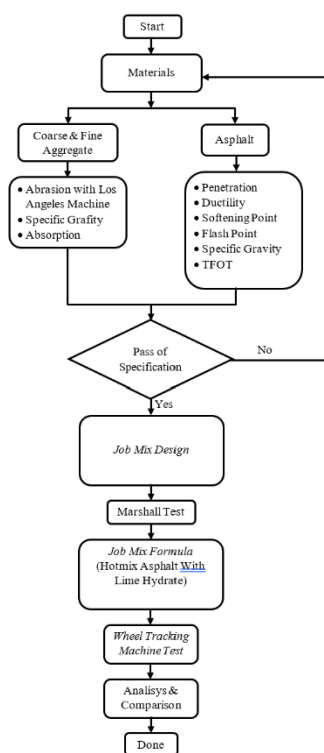 Start
Materials
Coarse & Fine
Aggregate
Asphalt
• Abrasion with Los
Angeles Machine
• Specific Grafity
• Absorption
• Penetration
• Ductility
• Softening Point
• Flash Point
• Specific Gravity
• TFOT
Pass of
Specification
No
Yes
Job Mix Design
Marshall Test
Job Mix Formula
(Hotmix Asphalt With
Lime Hydrate)
Wheel Tracking
Machine Test
Analisys &
Comparison
Done